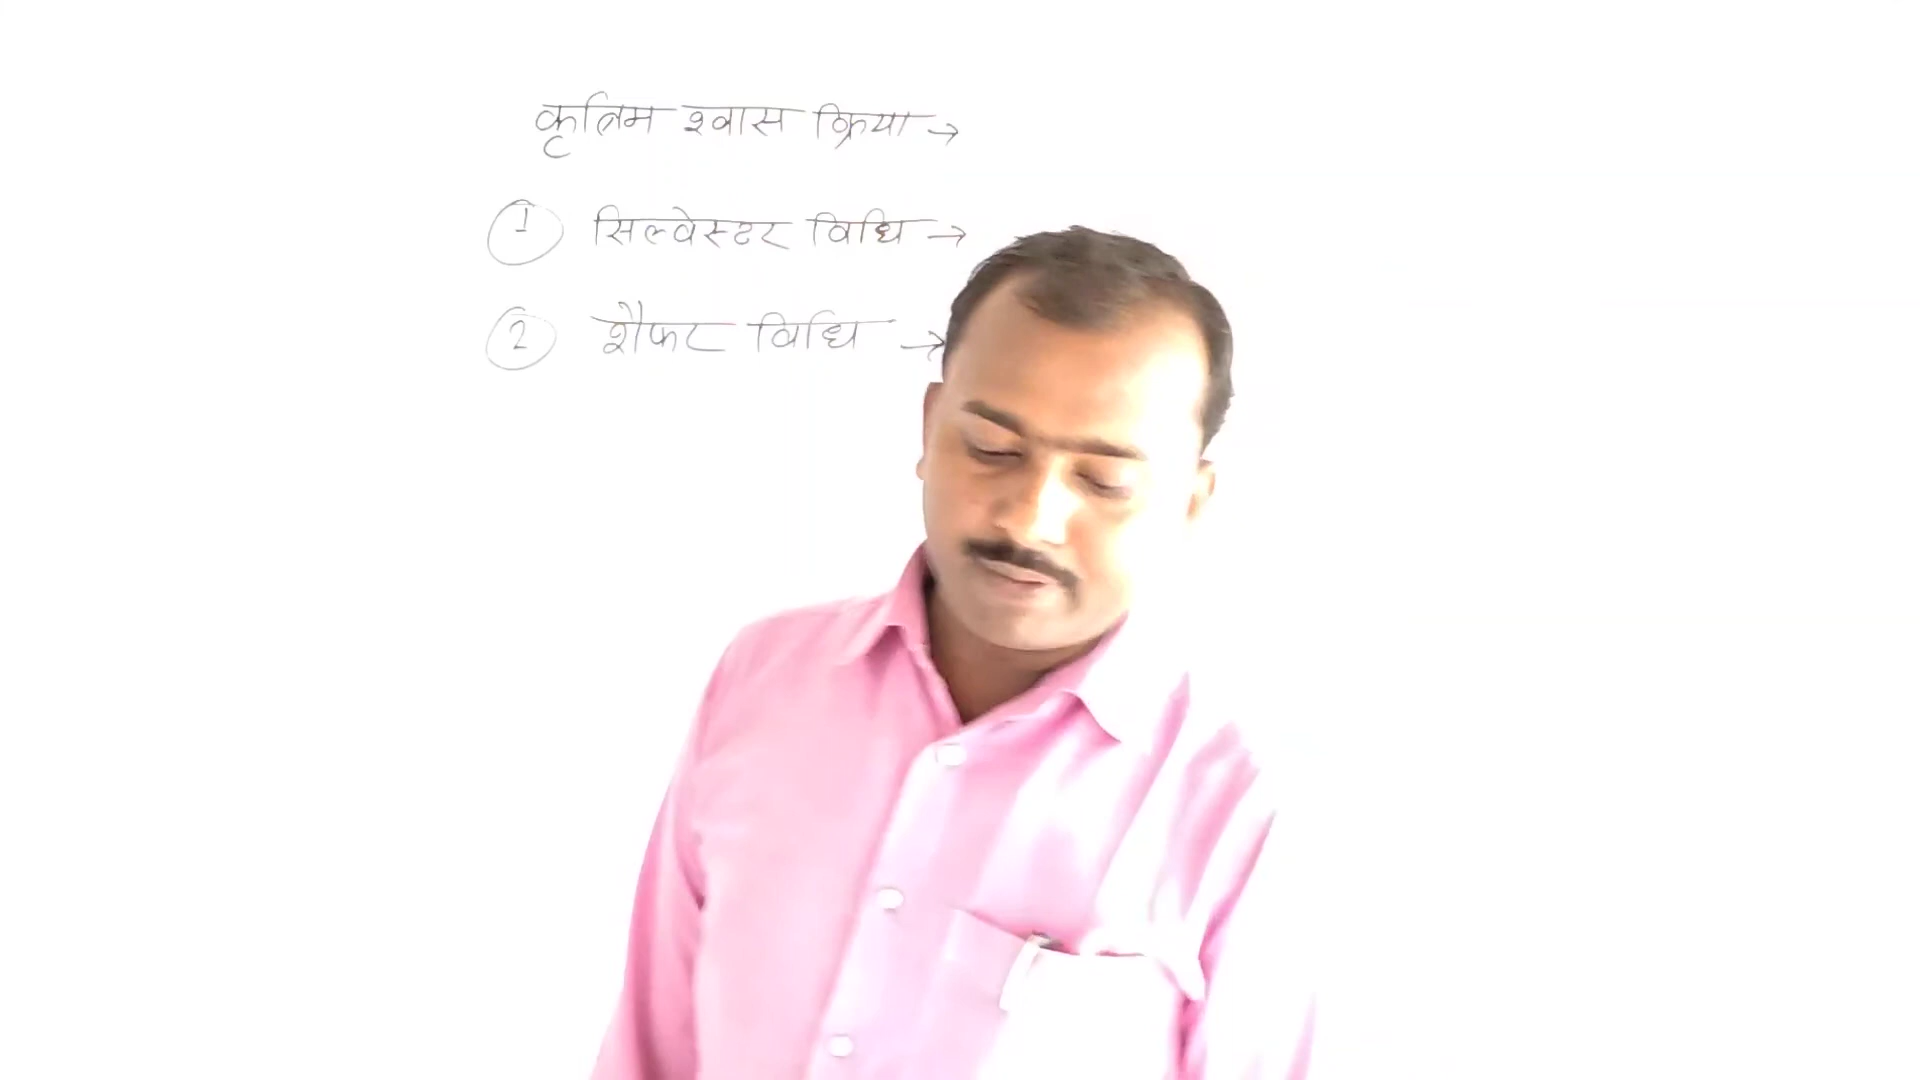 कृत्रिम श्वास क्रिया →
① सिल्वेस्टर विधि →
② शैफर विधि →